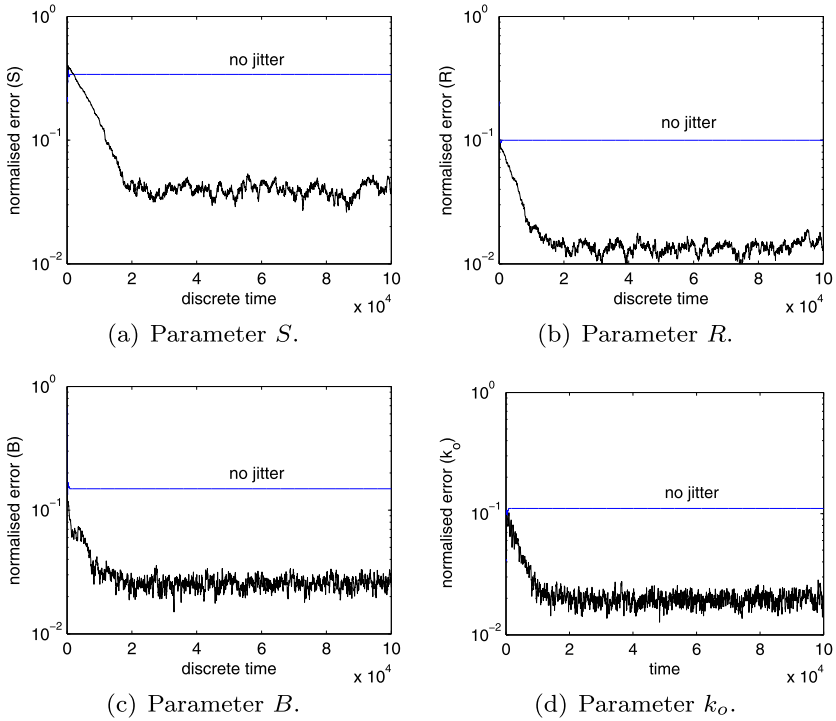 10^0
no jitter
normalised error (S)
10^-1
10^-2
0 2 4 6 8 10
discrete time
x 10^4
(a) Parameter S.
10^0
no jitter
normalised error (R)
10^-1
10^-2
0 2 4 6 8 10
discrete time
x 10^4
(b) Parameter R.
10^0
no jitter
normalised error (B)
10^-1
10^-2
0 2 4 6 8 10
discrete time
x 10^4
(c) Parameter B.
10^0
no jitter
normalised error (k_o)
10^-1
10^-2
0 2 4 6 8 10
time
x 10^4
(d) Parameter k_o.